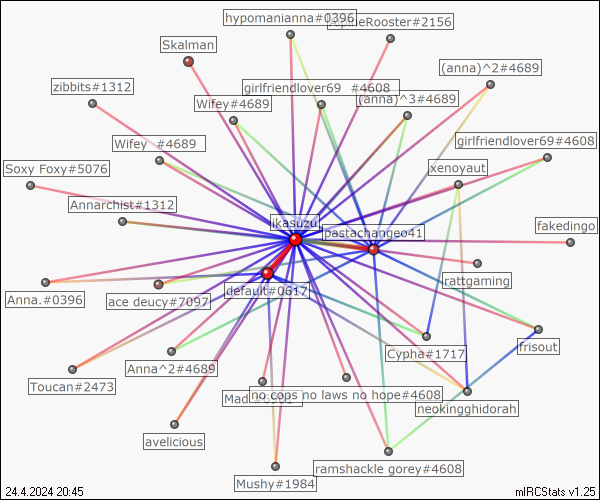 hypomanianna#0396
AlpineRooster#2156
Skalman
(anna)^2#4689
zibbits#1312
girlfriendlover69 #4608
Wifey#4689
(anna)^3#4689
Wifey #4689
girlfriendlover69#4608
Soxy Foxy#5076
xenoyaut
Annarchist#1312
ikasuzu
pastachangeo41
fakedingo
rattgaming
default#0617
Anna.#0396
ace deucy#7097
Cypha#1717
frisout
Anna^2#4689
Toucan#2473
no cops no laws no hope#4608
neokingghidorah
avelicious
ramshackle gorey#4608
Mushy#1984
24.4.2024 20:45
mIRCStats v1.25